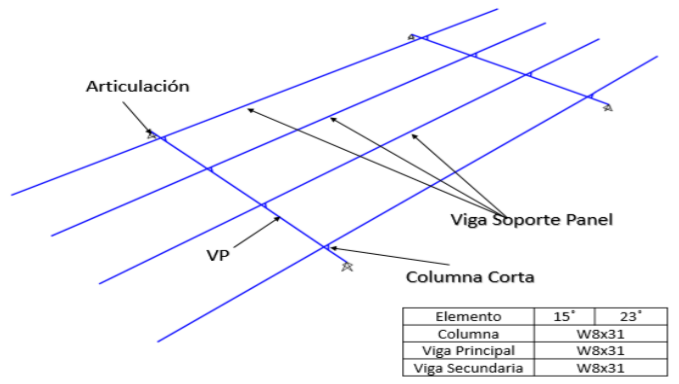 Articulación
Viga Soporte Panel
VP
Columna Corta
Elemento 15° 23°
Columna W8x31
Viga Principal W8x31
Viga Secundaria W8x31